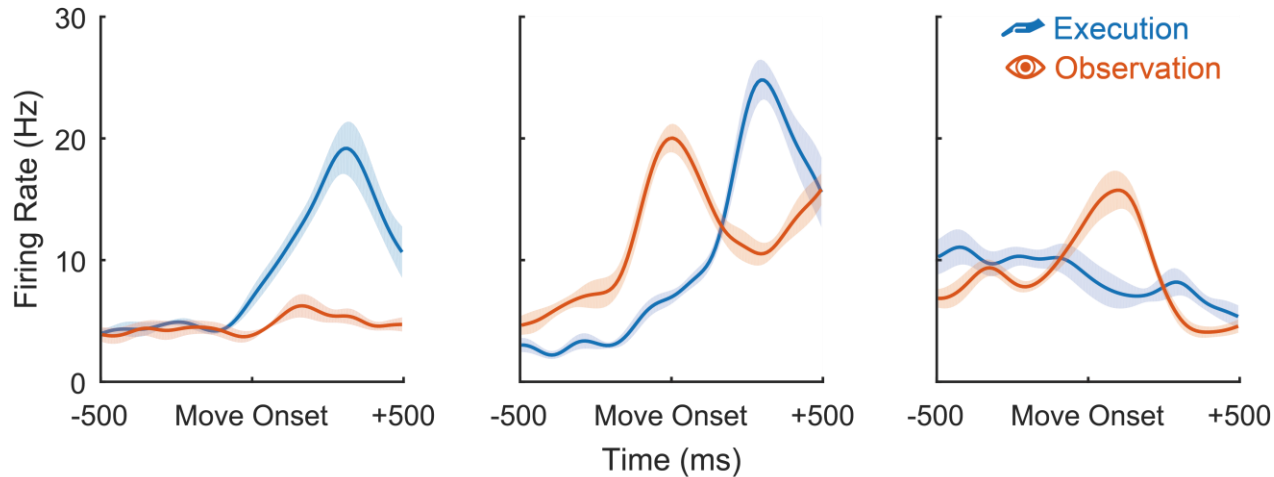 30
20
10
0
Firing Rate (Hz)
Execution
Observation
-500 Move Onset +500
-500 Move Onset +500
-500 Move Onset +500
Time (ms)